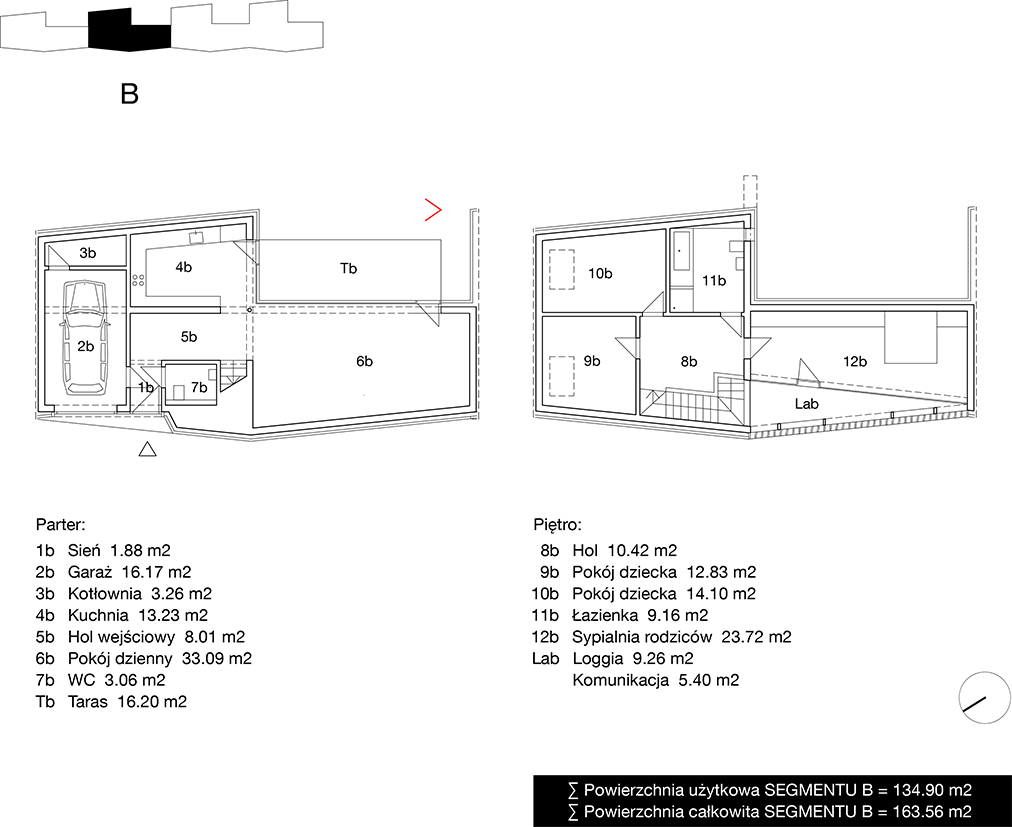 B
3b
4b
Tb
2b
5b
6b
1b
7b
10b
11b
9b
8b
12b
Lab
Parter:
1b Sień 1.88 m2
2b Garaż 16.17 m2
3b Kotłownia 3.26 m2
4b Kuchnia 13.23 m2
5b Hol wejściowy 8.01 m2
6b Pokój dzienny 33.09 m2
7b WC 3.06 m2
Tb Taras 16.20 m2
Piętro:
8b Hol 10.42 m2
9b Pokój dziecka 12.83 m2
10b Pokój dziecka 14.10 m2
11b Łazienka 9.16 m2
12b Sypialnia rodziców 23.72 m2
Lab Loggia 9.26 m2
Komunikacja 5.40 m2
∑ Powierzchnia użytkowa SEGMENTU B = 134.90 m2
∑ Powierzchnia całkowita SEGMENTU B = 163.56 m2